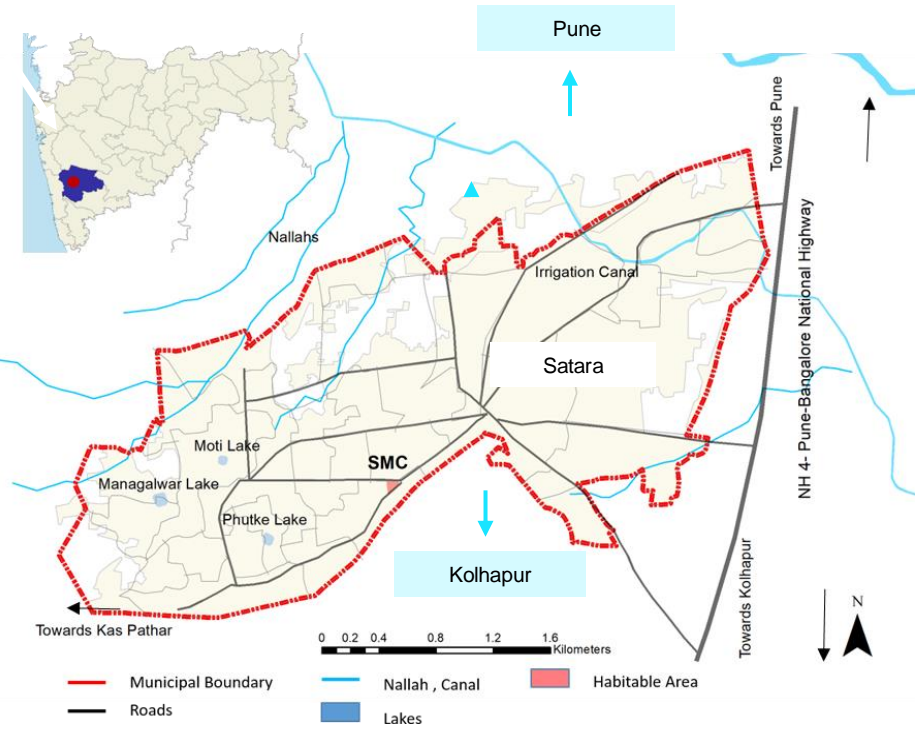 Pune
Towards Pune
Nallahs
NH 4- Pune-Bangalore National Highway
Irrigation Canal
Satara
Moti Lake
SMC
Managalwar Lake
Phutke Lake
Kolhapur
Towards Kolhapur
N
Towards Kas Pathar
0 0.2 0.4 0.8 1.2 1.6
Kilometers
Municipal Boundary
Nallah , Canal
Habitable Area
Roads
Lakes